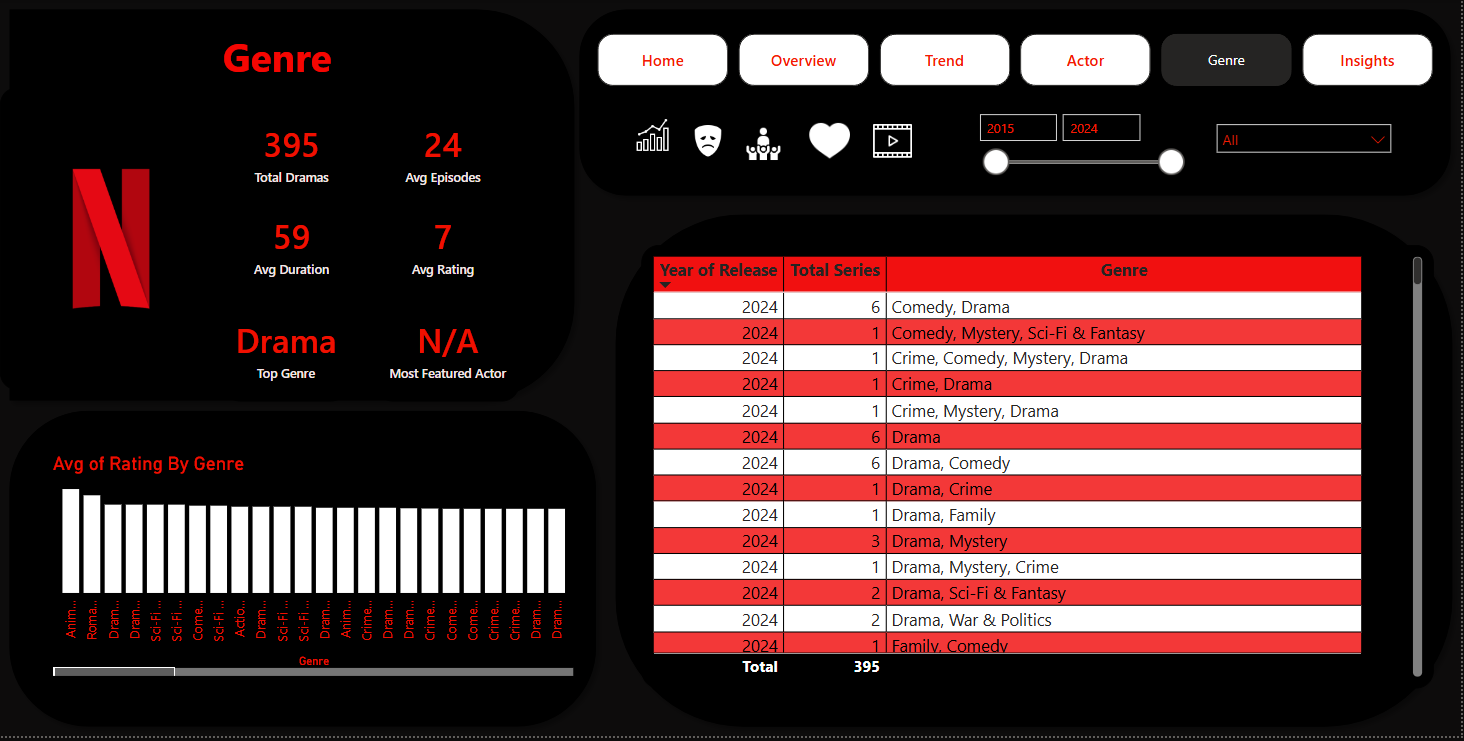 Genre
395 24
Total Dramas Avg Episodes
59 7
Avg Duration Avg Rating
Drama N/A
Top Genre Most Featured Actor
Home Overview Trend Actor Genre Insights
2015 2024 All
Avg of Rating By Genre
Anim... Roma... Dram... Dram... Sci-Fi ... Sci-Fi ... Come... Sci-Fi ... Actio... Dram... Sci-Fi ... Sci-Fi ... Dram... Anim... Crime... Dram... Dram... Crime... Come... Come... Crime... Crime... Dram... Dram...
Genre
Year of Release Total Series Genre
2024 6 Comedy, Drama
2024 1 Comedy, Mystery, Sci-Fi & Fantasy
2024 1 Crime, Comedy, Mystery, Drama
2024 1 Crime, Drama
2024 1 Crime, Mystery, Drama
2024 6 Drama
2024 6 Drama, Comedy
2024 1 Drama, Crime
2024 1 Drama, Family
2024 3 Drama, Mystery
2024 1 Drama, Mystery, Crime
2024 2 Drama, Sci-Fi & Fantasy
2024 2 Drama, War & Politics
2024 1 Family, Comedy
Total 395